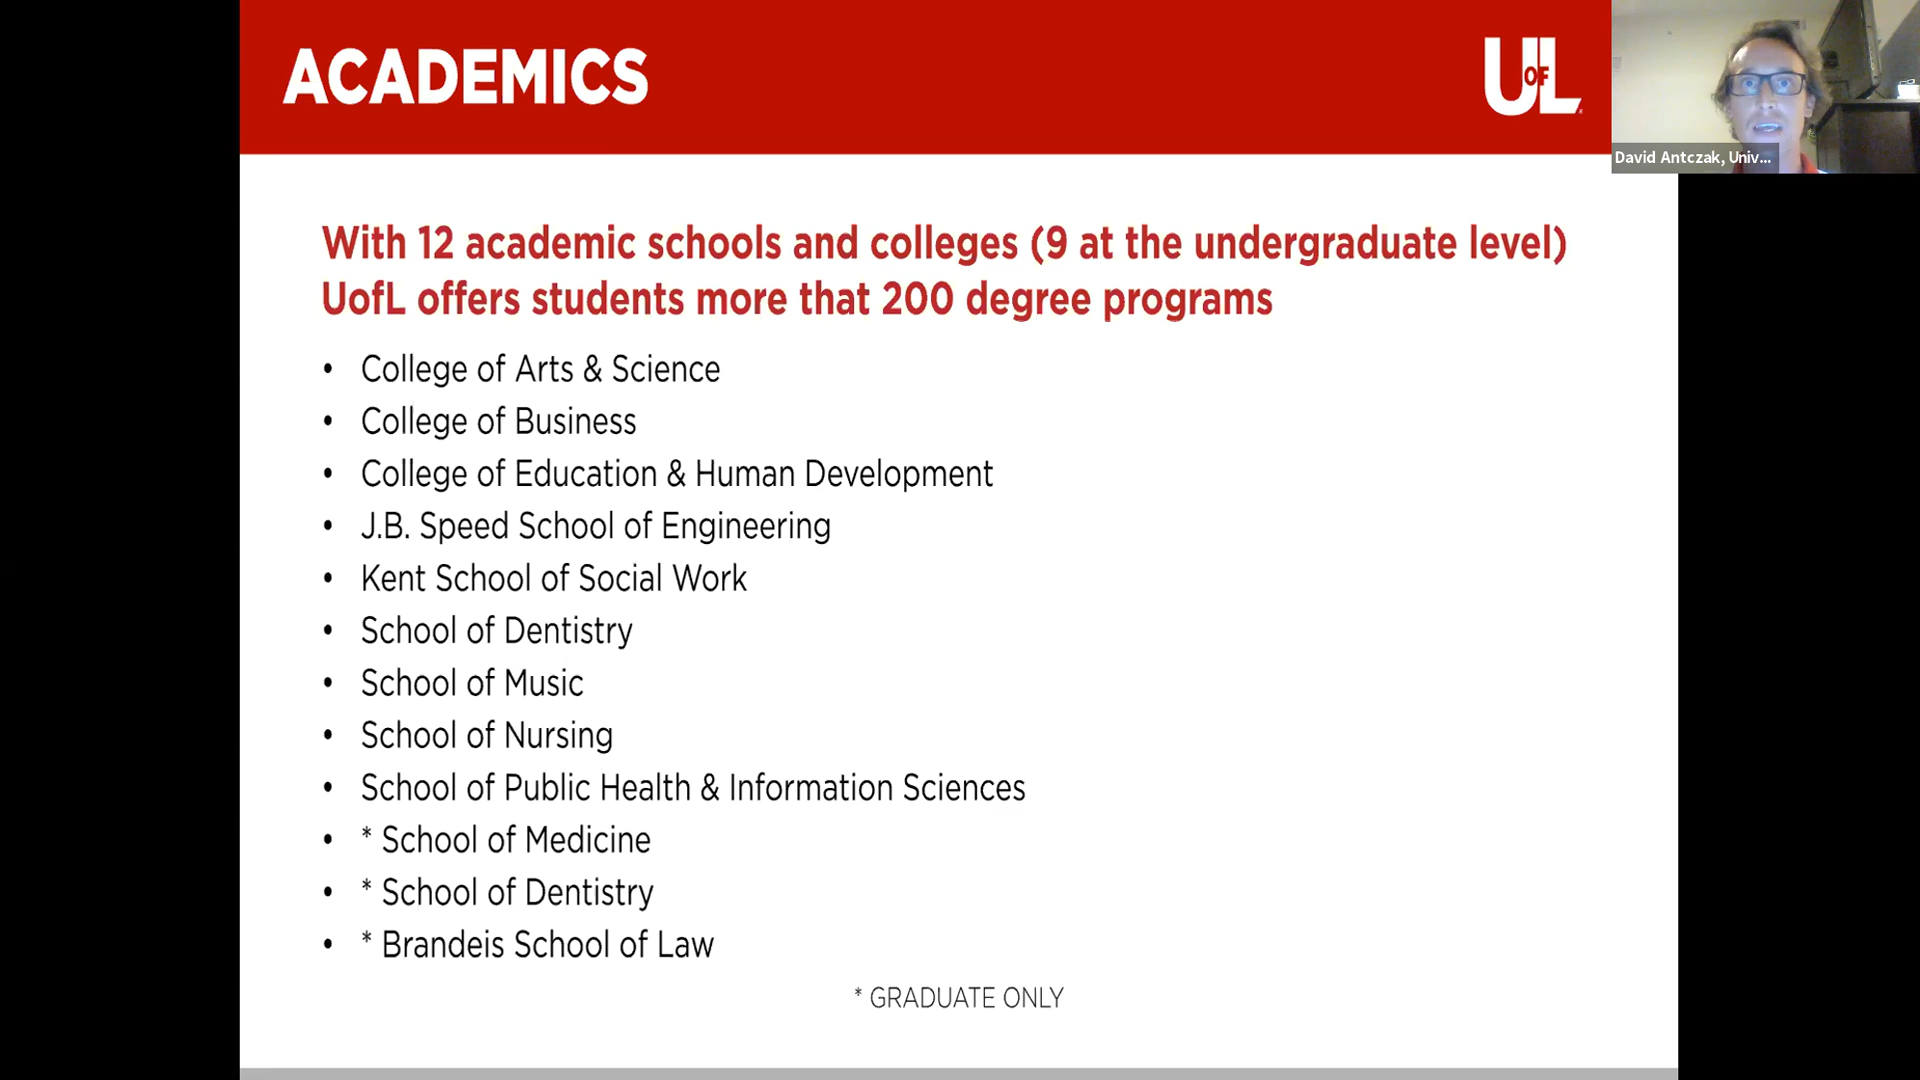 ACADEMICS
UofL
David Antczak, Univ...
With 12 academic schools and colleges (9 at the undergraduate level)
UofL offers students more that 200 degree programs
• College of Arts & Science
• College of Business
• College of Education & Human Development
• J.B. Speed School of Engineering
• Kent School of Social Work
• School of Dentistry
• School of Music
• School of Nursing
• School of Public Health & Information Sciences
• * School of Medicine
• * School of Dentistry
• * Brandeis School of Law
* GRADUATE ONLY